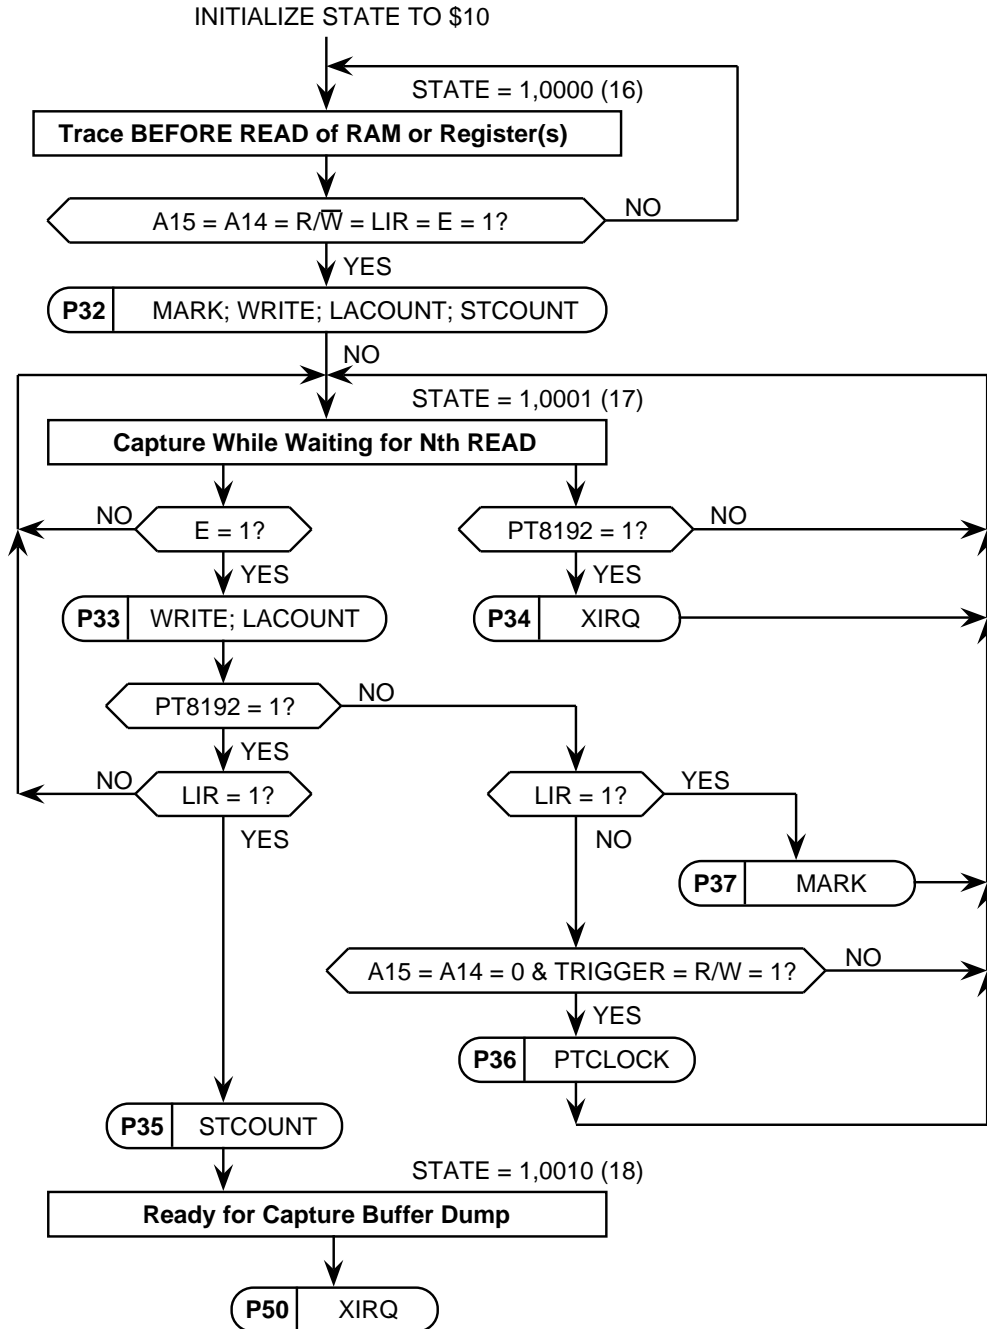 INITIALIZE STATE TO $10
STATE = 1,0000 (16)
Trace BEFORE READ of RAM or Register(s)
A15 = A14 = R/W̅ = LIR = E = 1?
NO
YES
P32 MARK; WRITE; LACOUNT; STCOUNT
NO
STATE = 1,0001 (17)
Capture While Waiting for Nth READ
NO
E = 1?
PT8192 = 1?
NO
YES
YES
P33 WRITE; LACOUNT
P34 XIRQ
PT8192 = 1?
NO
YES
NO
LIR = 1?
LIR = 1?
YES
YES
NO
P37 MARK
A15 = A14 = 0 & TRIGGER = R/W = 1?
NO
YES
P36 PTCLOCK
P35 STCOUNT
STATE = 1,0010 (18)
Ready for Capture Buffer Dump
P50 XIRQ